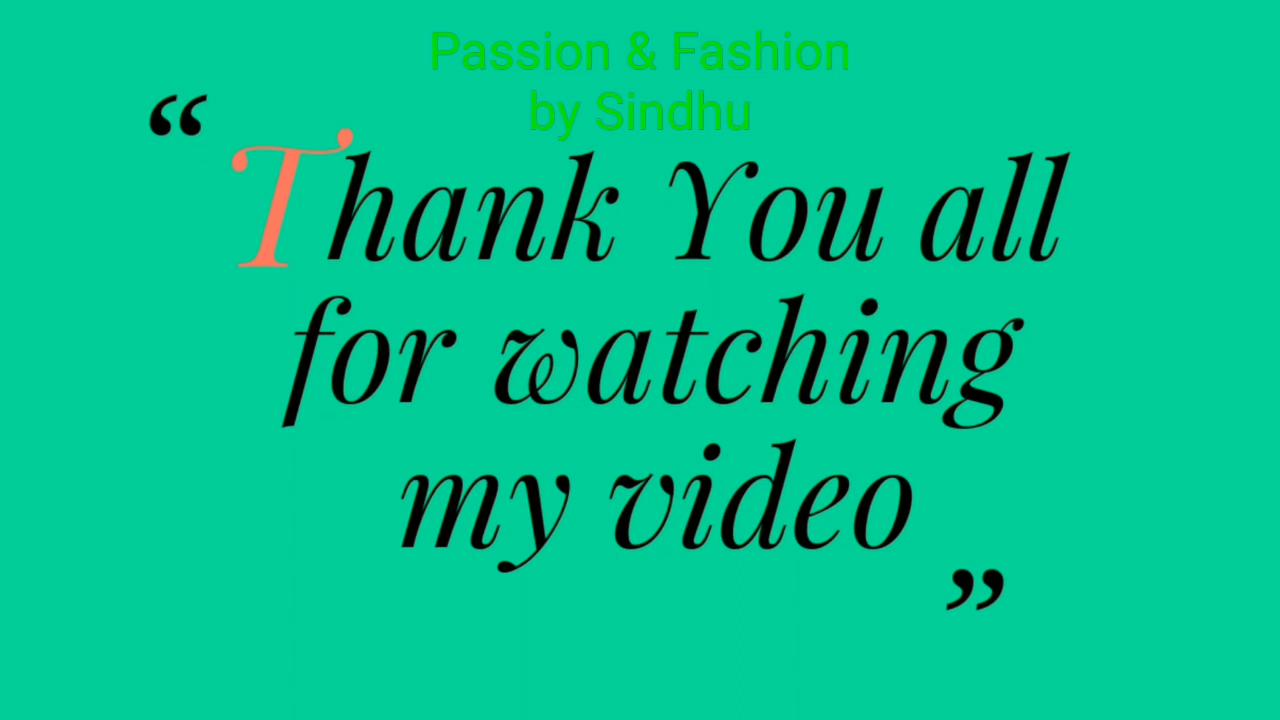 Passion & Fashion
by Sindhu
“Thank You all
for watching
my video”